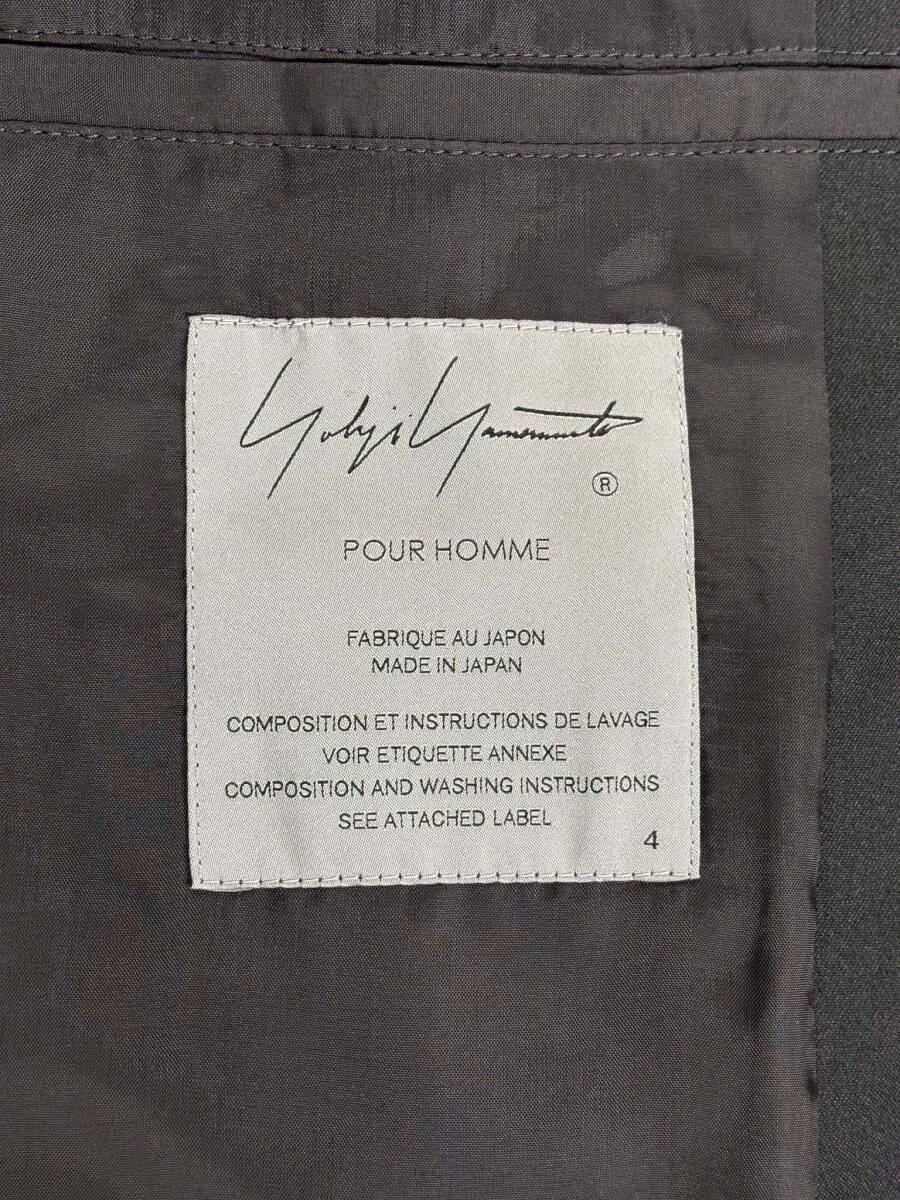 Yohji Yamamoto
®
POUR HOMME
FABRIQUE AU JAPON
MADE IN JAPAN
COMPOSITION ET INSTRUCTIONS DE LAVAGE
VOIR ETIQUETTE ANNEXE
COMPOSITION AND WASHING INSTRUCTIONS
SEE ATTACHED LABEL
4